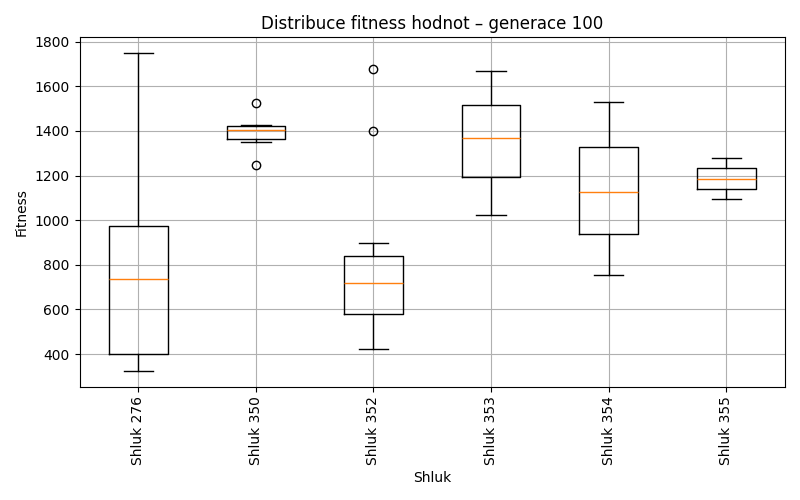 Distribuce fitness hodnot – generace 100
Fitness
1800
1600
1400
1200
1000
800
600
400
Shluk 276
Shluk 350
Shluk 352
Shluk 353
Shluk 354
Shluk 355
Shluk